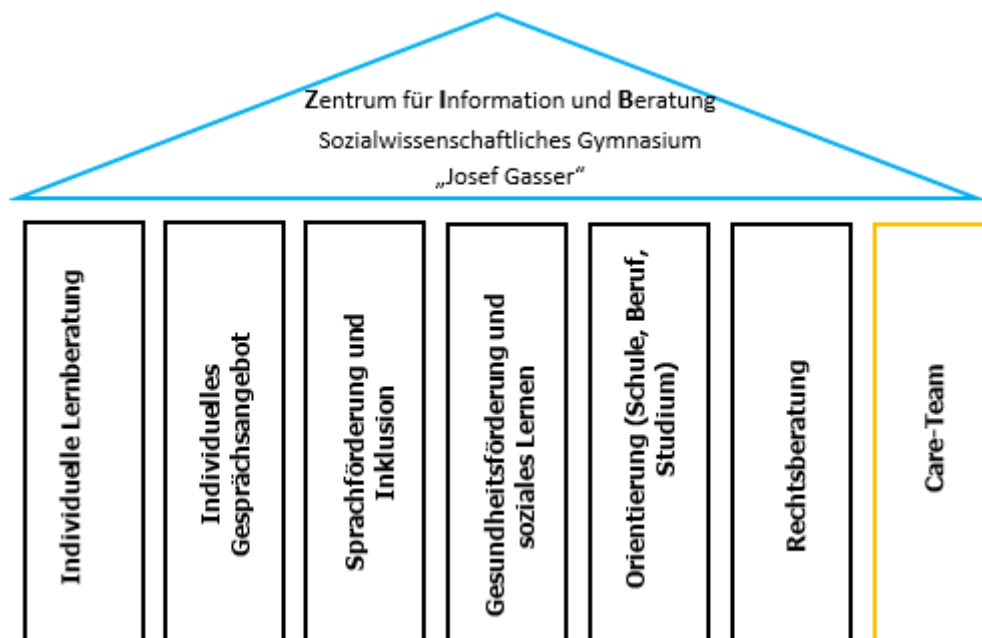 Zentrum für Information und Beratung
Sozialwissenschaftliches Gymnasium
„Josef Gasser“
Individuelle Lernberatung
Individuelles
Gesprächsangebot
Sprachförderung und
Inklusion
Gesundheitsförderung und
soziales Lernen
Orientierung (Schule, Beruf,
Studium)
Rechtsberatung
Care-Team